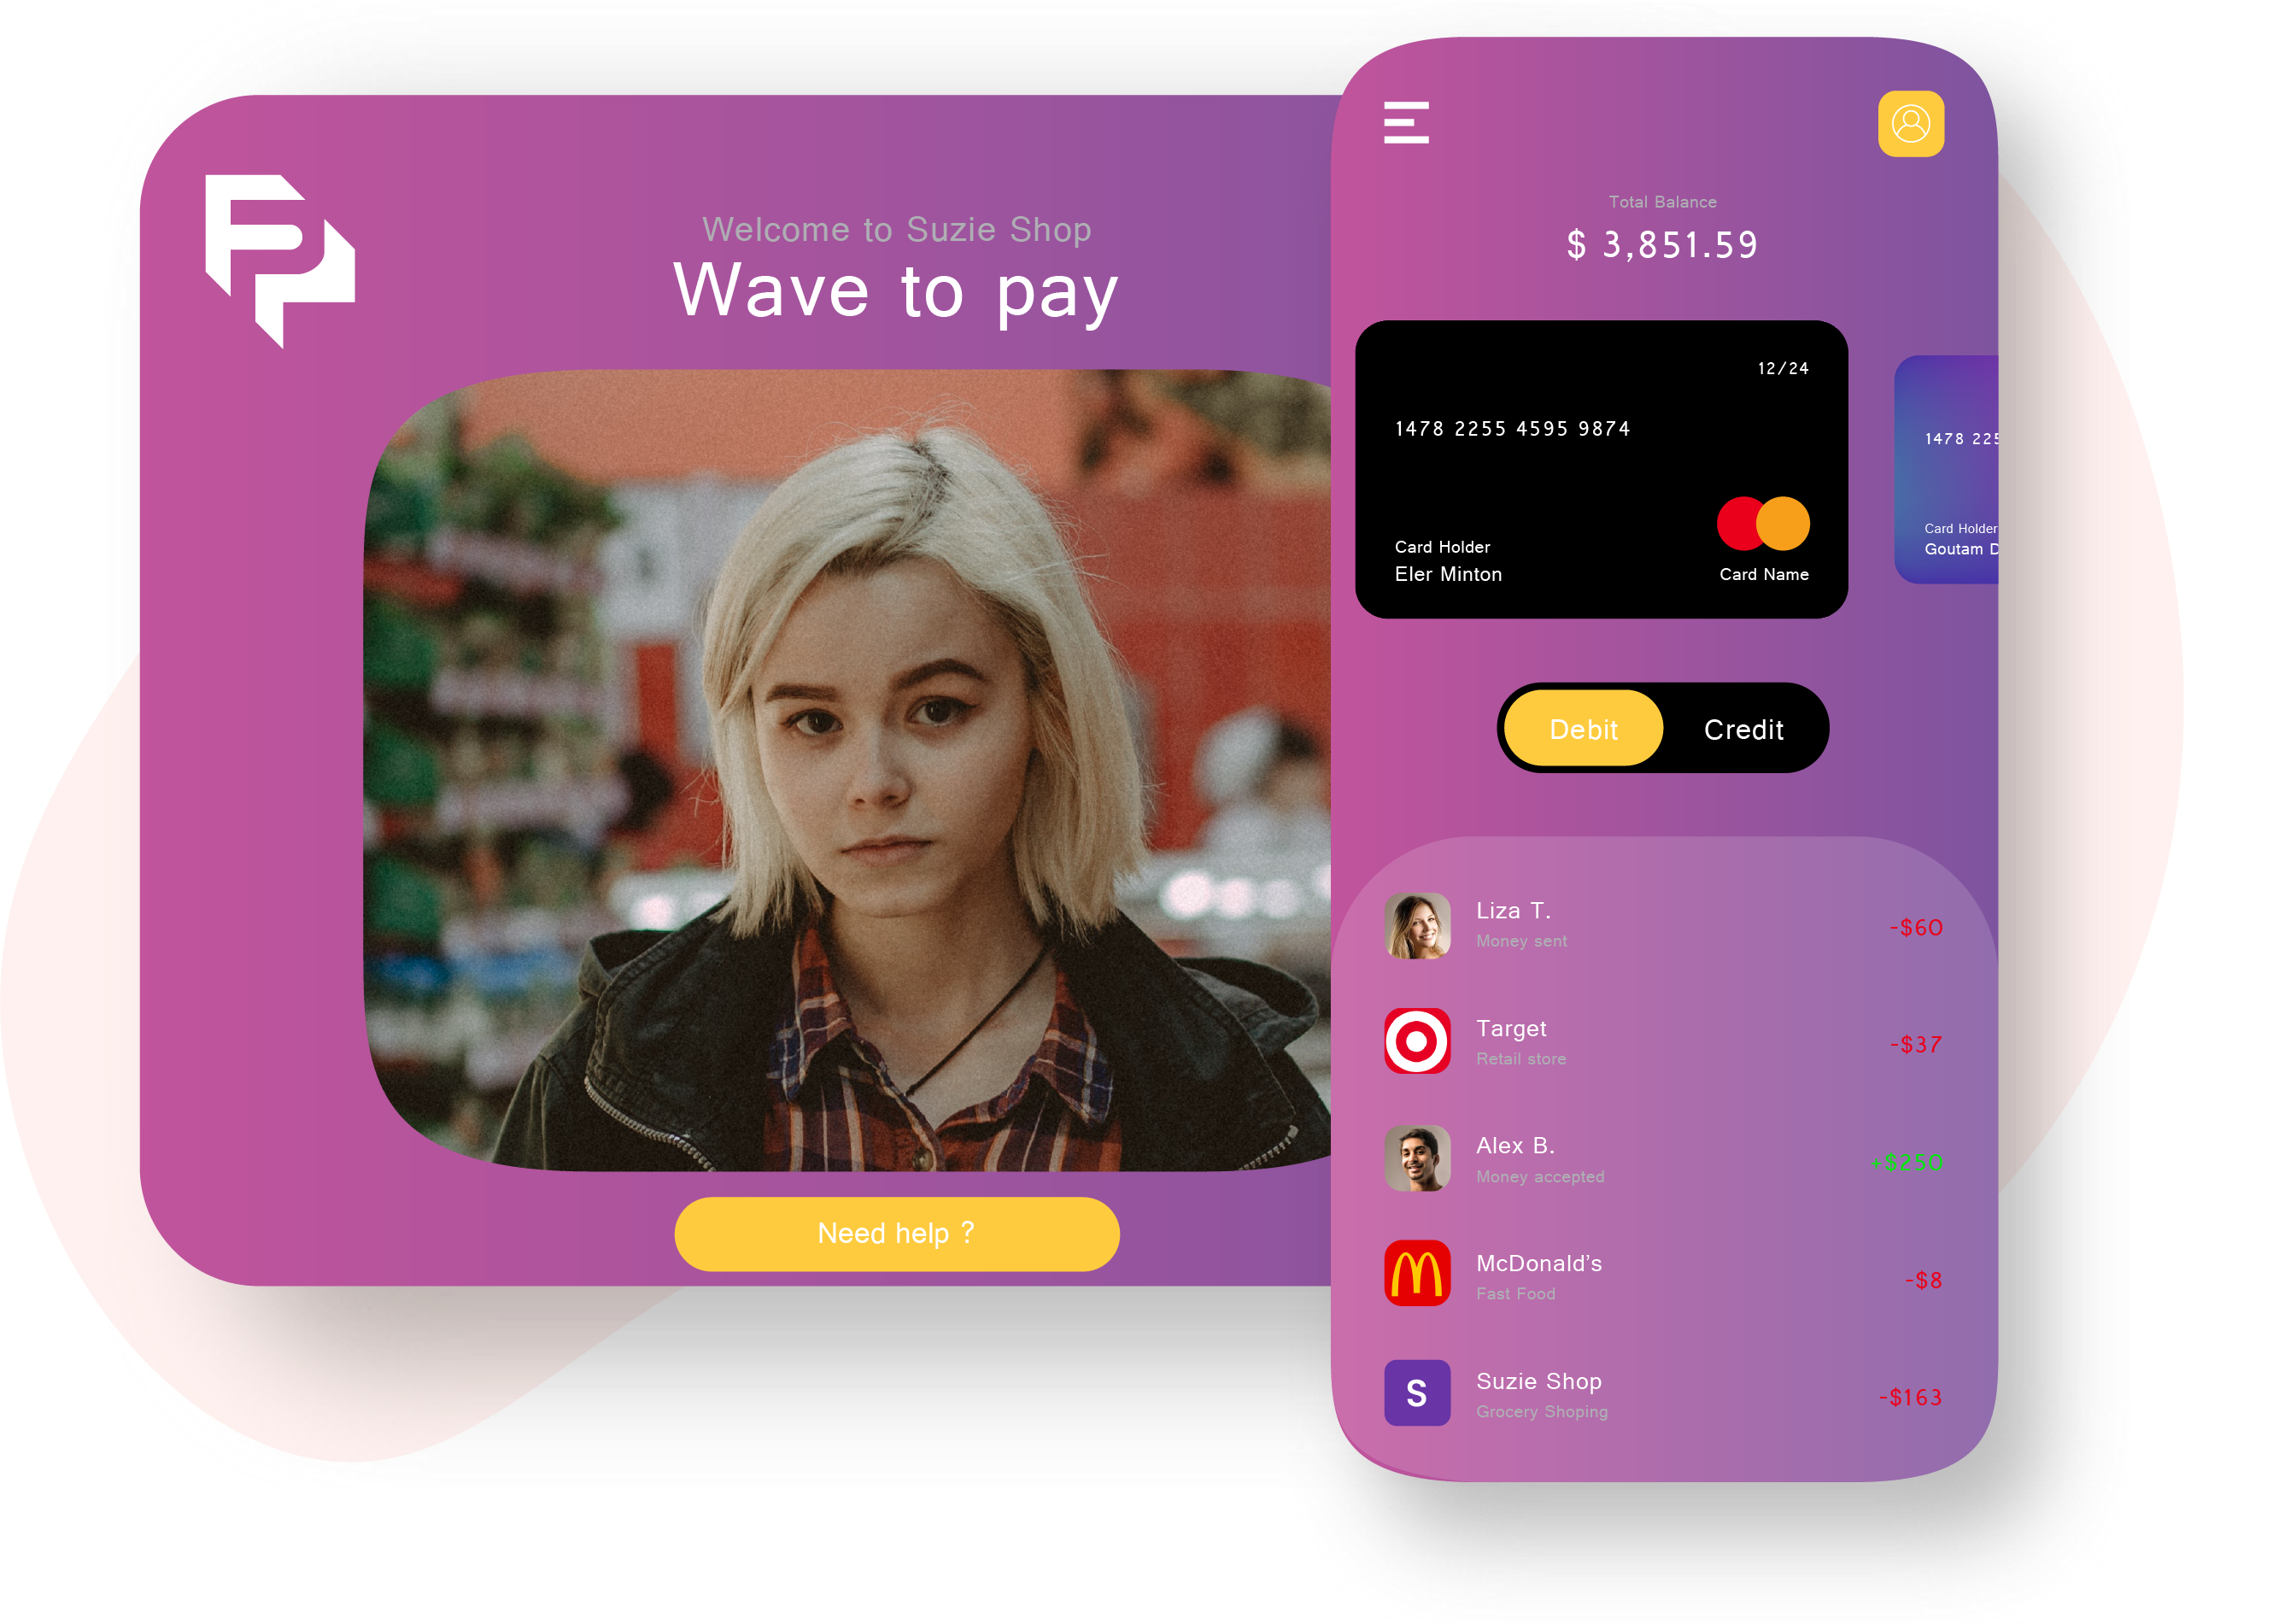 Welcome to Suzie Shop
Wave to pay
Need help ?
Total Balance
$ 3,851.59
12/24
1478 2255 4595 9874
Card Holder
Eler Minton
Card Name
1478 225
Card Holder
Goutam D
Debit
Credit
Liza T.
Money sent
-$60
Target
Retail store
-$37
Alex B.
Money accepted
+$250
McDonald's
Fast Food
-$8
S
Suzie Shop
Grocery Shoping
-$163